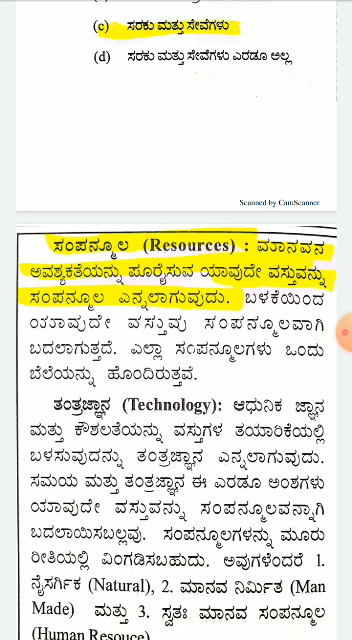 (c) ಸರಕು ಮತ್ತು ಸೇವೆಗಳು
(d) ಸರಕು ಮತ್ತು ಸೇವೆಗಳು ಎರಡೂ ಅಲ್ಲ
Scanned by CamScanner
ಸಂಪನ್ಮೂಲ (Resources) : ಮಾನವನ
ಅವಶ್ಯಕತೆಯನ್ನು ಪೂರೈಸುವ ಯಾವುದೇ ವಸ್ತುವನ್ನು
ಸಂಪನ್ಮೂಲ ಎನ್ನಲಾಗುವುದು. ಬಳಕೆಯಿಂದ
ಯಾವುದೇ ವಸ್ತುವು ಸಂಪನ್ಮೂಲವಾಗಿ
ಬದಲಾಗುತ್ತದೆ. ಎಲ್ಲಾ ಸಂಪನ್ಮೂಲಗಳು ಒಂದು
ಬೆಲೆಯನ್ನು ಹೊಂದಿರುತ್ತವೆ.
ತಂತ್ರಜ್ಞಾನ (Technology): ಆಧುನಿಕ ಜ್ಞಾನ
ಮತ್ತು ಕೌಶಲತೆಯನ್ನು ವಸ್ತುಗಳ ತಯಾರಿಕೆಯಲ್ಲಿ
ಬಳಸುವುದನ್ನು ತಂತ್ರಜ್ಞಾನ ಎನ್ನಲಾಗುವುದು.
ಸಮಯ ಮತ್ತು ತಂತ್ರಜ್ಞಾನ ಈ ಎರಡೂ ಅಂಶಗಳು
ಯಾವುದೇ ವಸ್ತುವನ್ನು ಸಂಪನ್ಮೂಲವನ್ನಾಗಿ
ಬದಲಾಯಿಸಬಲ್ಲವು. ಸಂಪನ್ಮೂಲಗಳನ್ನು ಮೂರು
ರೀತಿಯಲ್ಲಿ ವಿಂಗಡಿಸಬಹುದು. ಅವುಗಳೆಂದರೆ 1.
ನೈಸರ್ಗಿಕ (Natural), 2. ಮಾನವ ನಿರ್ಮಿತ (Man
Made) ಮತ್ತು 3. ಸ್ವತಃ ಮಾನವ ಸಂಪನ್ಮೂಲ
(Human Resouce)